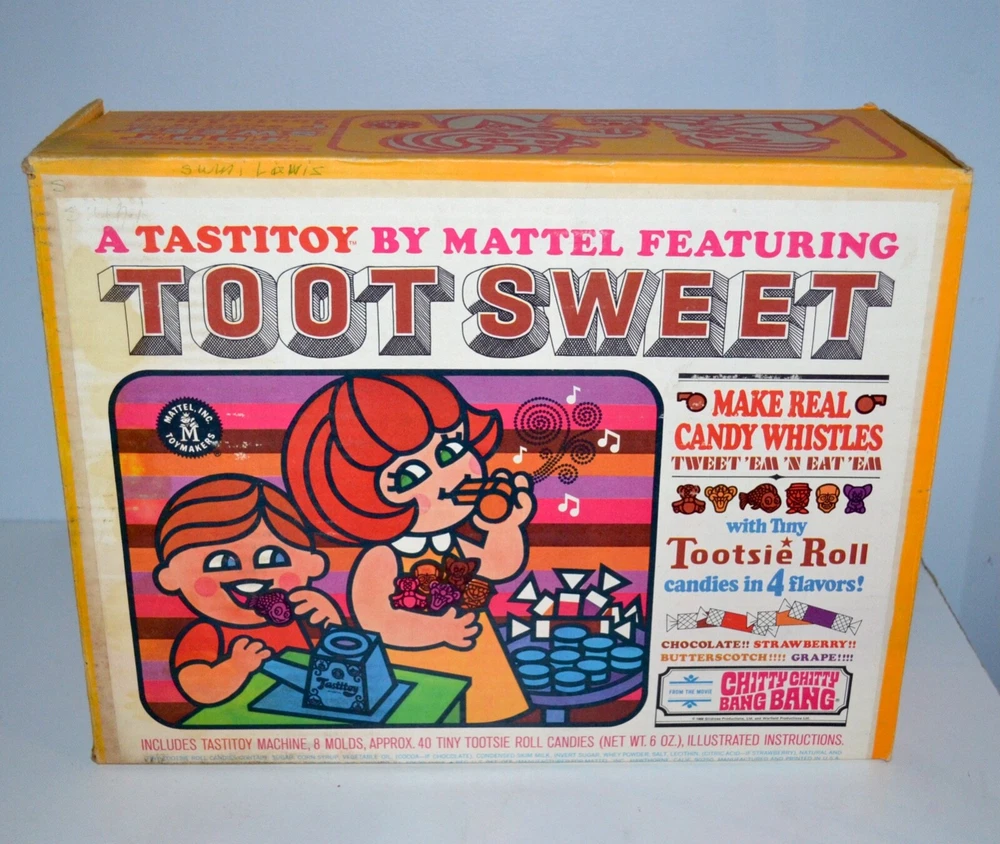 A TASTITOY™ BY MATTEL FEATURING
TOOT SWEET
MATTEL, INC.
M
TOYMAKERS
®
Tastitoy
MAKE REAL
CANDY WHISTLES
TWEET 'EM 'N EAT 'EM
with Tiny
Tootsie Roll
candies in 4 flavors!
CHOCOLATE!! STRAWBERRY!!
BUTTERSCOTCH!!!! GRAPE!!!!
FROM THE MOVIE
CHITTY CHITTY
BANG BANG
INCLUDES TASTITOY MACHINE, 8 MOLDS, APPROX. 40 TINY TOOTSIE ROLL CANDIES (NET WT. 6 OZ.), ILLUSTRATED INSTRUCTIONS.